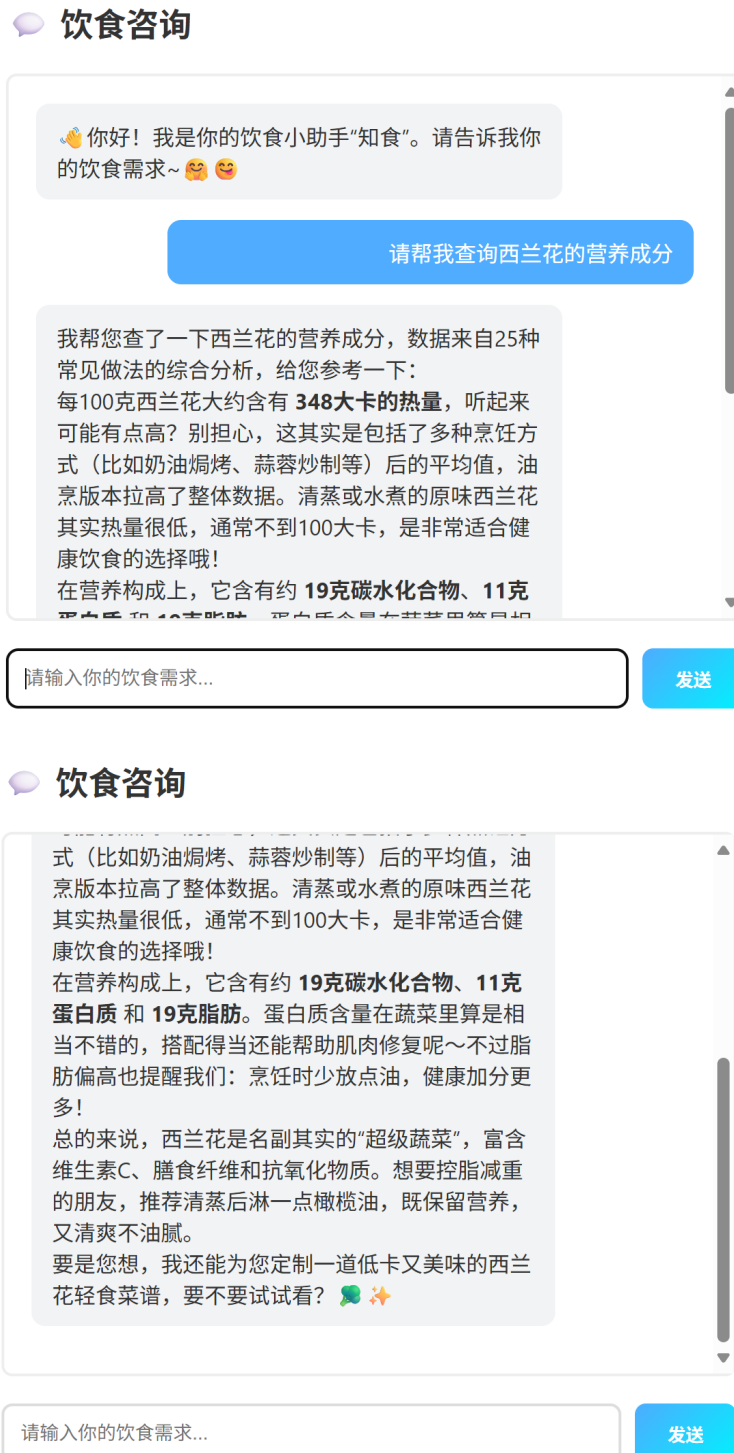 饮食咨询
👋你好！我是你的饮食小助手“知食”。请告诉我你
的饮食需求~🤗 😋
请帮我查询西兰花的营养成分
我帮您查了一下西兰花的营养成分，数据来自25种
常见做法的综合分析，给您参考一下：
每100克西兰花大约含有 348大卡的热量，听起来
可能有点高？别担心，这其实是包括了多种烹饪方
式（比如奶油焗烤、蒜蓉炒制等）后的平均值，油
烹版本拉高了整体数据。清蒸或水煮的原味西兰花
其实热量很低，通常不到100大卡，是非常适合健
康饮食的选择哦！
在营养构成上，它含有约 19克碳水化合物、11克
请输入你的饮食需求...
发送
饮食咨询
式（比如奶油焗烤、蒜蓉炒制等）后的平均值，油
烹版本拉高了整体数据。清蒸或水煮的原味西兰花
其实热量很低，通常不到100大卡，是非常适合健
康饮食的选择哦！
在营养构成上，它含有约 19克碳水化合物、11克
蛋白质 和 19克脂肪。蛋白质含量在蔬菜里算是相
当不错的，搭配得当还能帮助肌肉修复呢～不过脂
肪偏高也提醒我们：烹饪时少放点油，健康加分更
多！
总的来说，西兰花是名副其实的“超级蔬菜”，富含
维生素C、膳食纤维和抗氧化物质。想要控脂减重
的朋友，推荐清蒸后淋一点橄榄油，既保留营养，
又清爽不油腻。
要是您想，我还能为您定制一道低卡又美味的西兰
花轻食菜谱，要不要试试看？🥦 ✨
请输入你的饮食需求...
发送